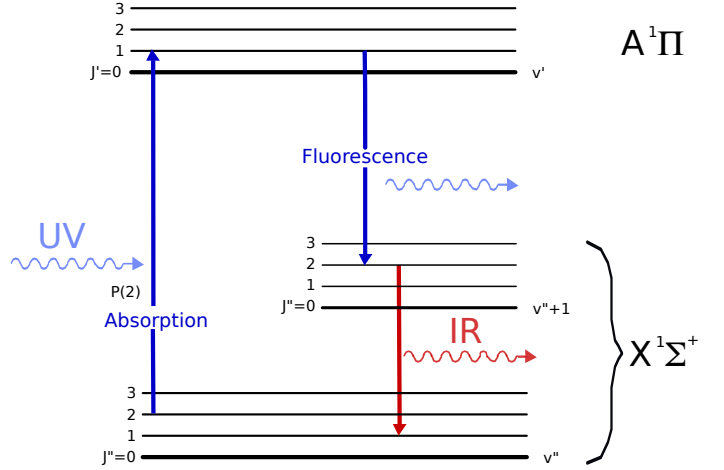 3
2
1
J'=0
v'
A ¹Π
Fluorescence
UV
P(2)
Absorption
3
2
1
J"=0
v"+1
IR
X ¹Σ⁺
3
2
1
J"=0
v"